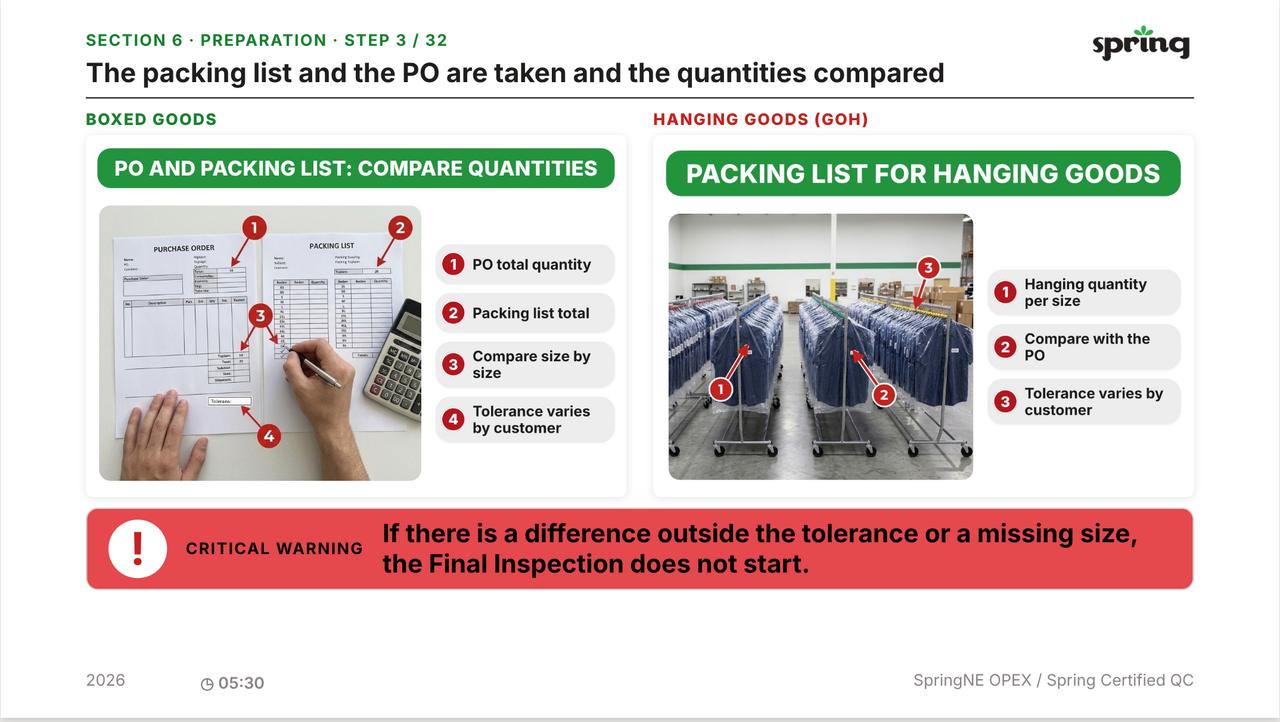 SECTION 6 · PREPARATION · STEP 3 / 32
spring
The packing list and the PO are taken and the quantities compared
BOXED GOODS
PO AND PACKING LIST: COMPARE QUANTITIES
1
2
PURCHASE ORDER
PACKING LIST
3
4
1 PO total quantity
2 Packing list total
3 Compare size by
size
4 Tolerance varies
by customer
HANGING GOODS (GOH)
PACKING LIST FOR HANGING GOODS
3
1
2
1 Hanging quantity
per size
2 Compare with the
PO
3 Tolerance varies by
customer
! CRITICAL WARNING
If there is a difference outside the tolerance or a missing size,
the Final Inspection does not start.
2026
05:30
SpringNE OPEX / Spring Certified QC